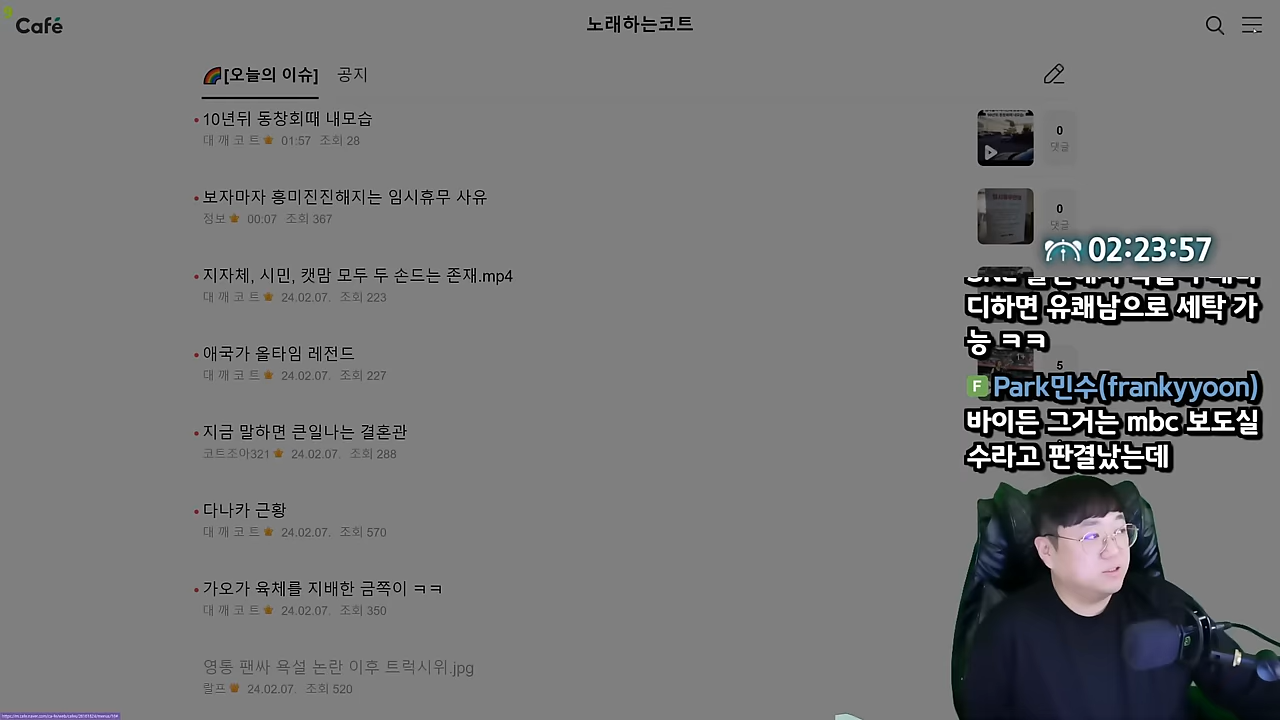 Café
노래하는코트
🌈[오늘의 이슈]
공지
10년뒤 동창회때 내모습
대 깨 코 트 01:57 조회 28
0
댓글
보자마자 흥미진진해지는 임시휴무 사유
정보 00:07 조회 367
0
댓글
02:23:57
지자체, 시민, 캣맘 모두 두 손드는 존재.mp4
대 깨 코 트 24.02.07. 조회 223
디하면 유쾌남으로 세탁 가
능 ㅋㅋ
애국가 올타임 레전드
대 깨 코 트 24.02.07. 조회 227
5
F Park민수(frankyyoon)
바이든 그거는 mbc 보도실
수라고 판결났는데
지금 말하면 큰일나는 결혼관
코트조아321 24.02.07. 조회 288
다나카 근황
대 깨 코 트 24.02.07. 조회 570
가오가 육체를 지배한 금쪽이 ㅋㅋ
대 깨 코 트 24.02.07. 조회 350
영통 팬싸 욕설 논란 이후 트럭시위.jpg
랄프 24.02.07. 조회 520